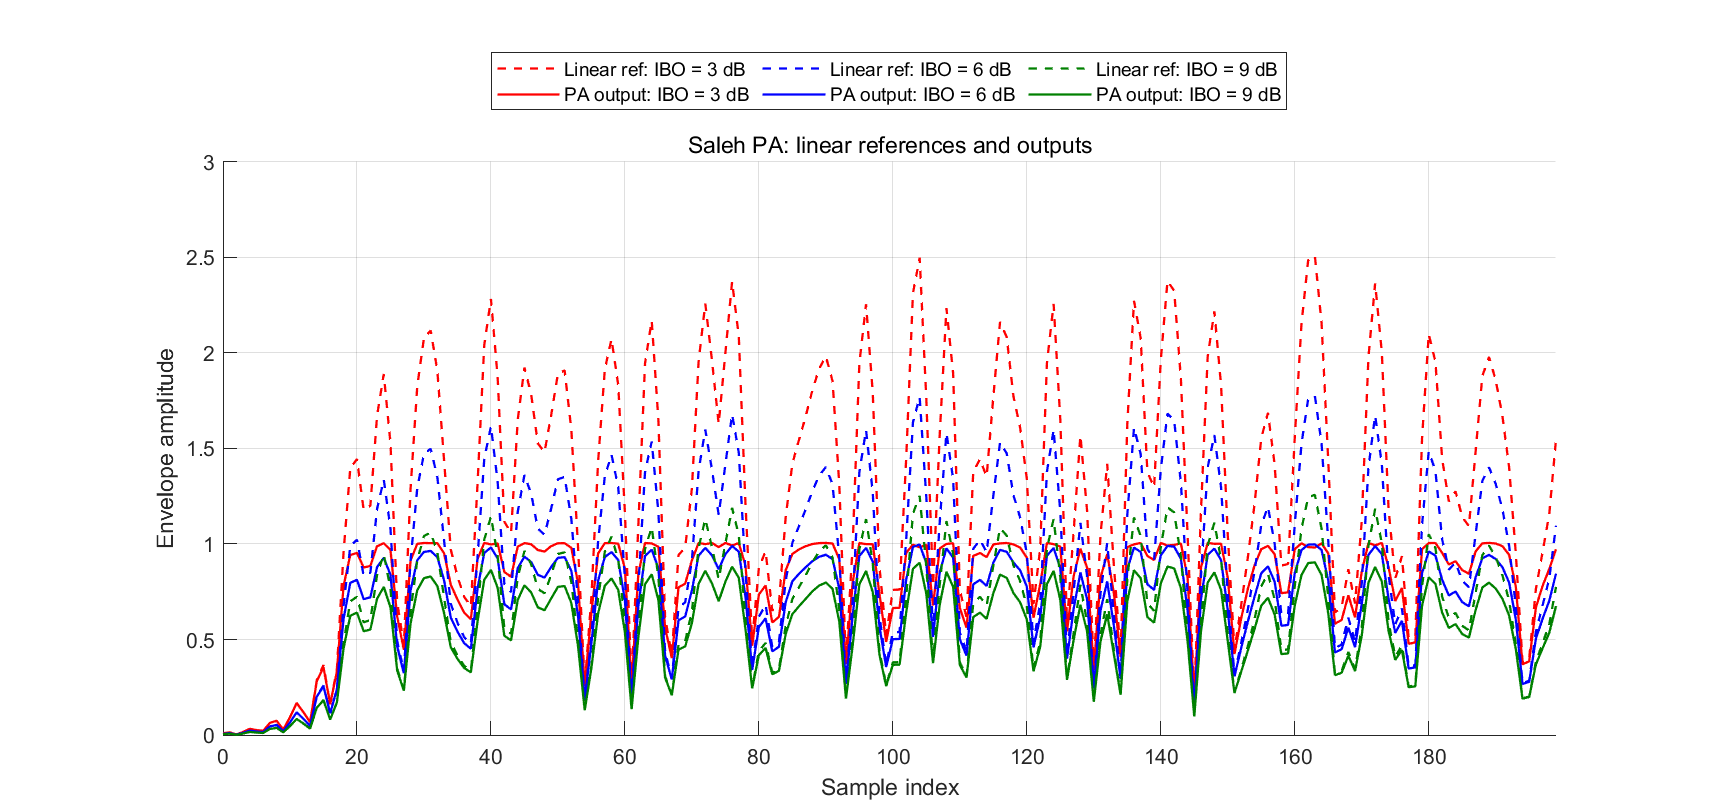 Linear ref: IBO = 3 dB Linear ref: IBO = 6 dB Linear ref: IBO = 9 dB
PA output: IBO = 3 dB PA output: IBO = 6 dB PA output: IBO = 9 dB
Saleh PA: linear references and outputs
3
2.5
2
1.5
1
0.5
0
Envelope amplitude
0 20 40 60 80 100 120 140 160 180
Sample index